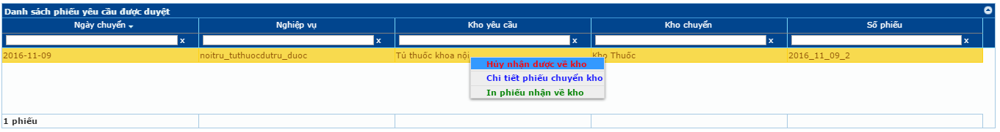 Danh sách phiếu yêu cầu được duyệt
Ngày chuyển Nghiệp vụ Kho yêu cầu Kho chuyển Số phiếu
x x x x x
2016-11-09 noitru_tuthuocdutru_duoc Tủ thuốc khoa nội Kho Thuốc 2016_11_09_2
Hủy nhận dược về kho
Chi tiết phiếu chuyển kho
In phiếu nhận về kho
1 phiếu